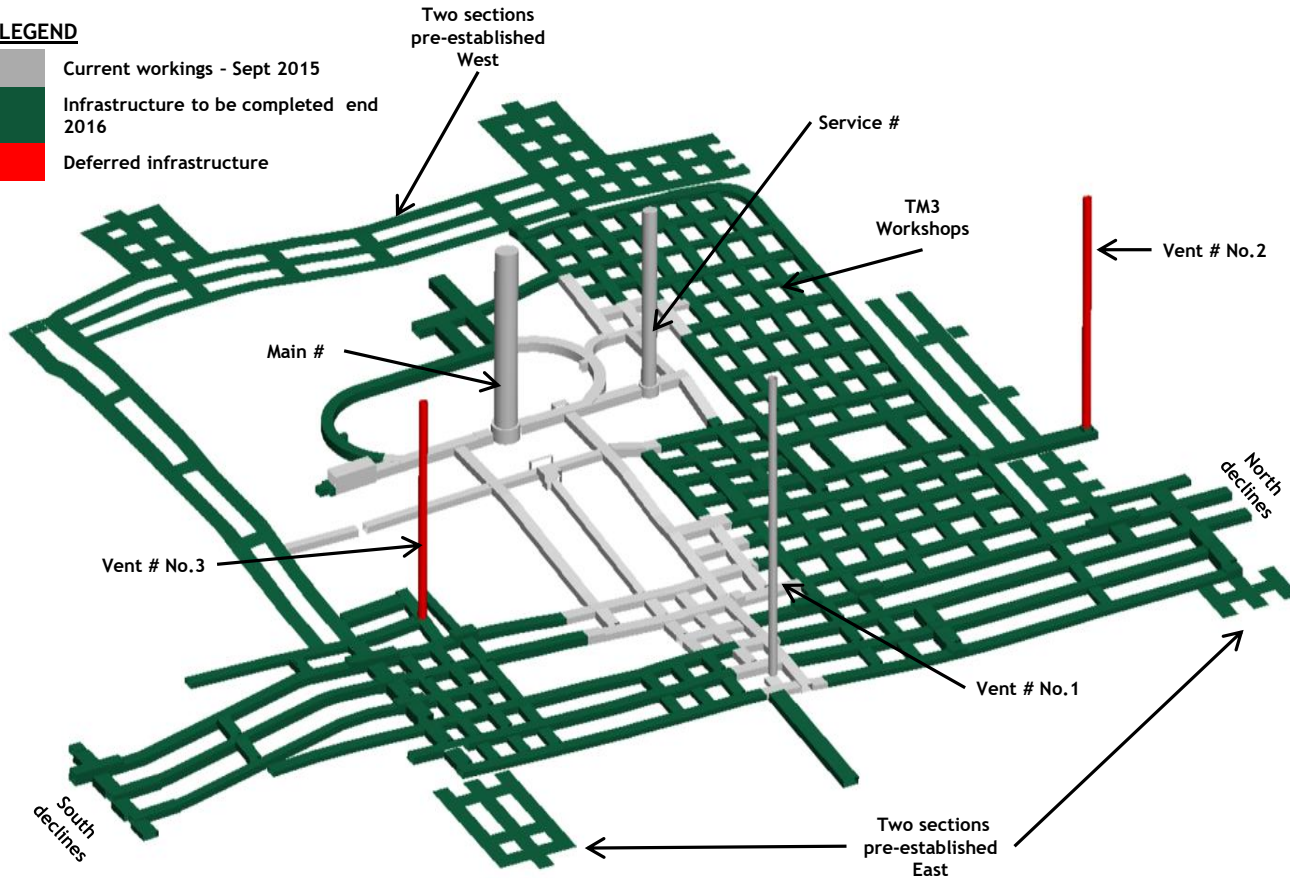 LEGEND
Current workings - Sept 2015
Infrastructure to be completed end
2016
Deferred infrastructure
Two sections
pre-established
West
Service #
TM3
Workshops
Vent # No.2
Main #
North
declines
Vent # No.3
Vent # No.1
South
declines
Two sections
pre-established
East